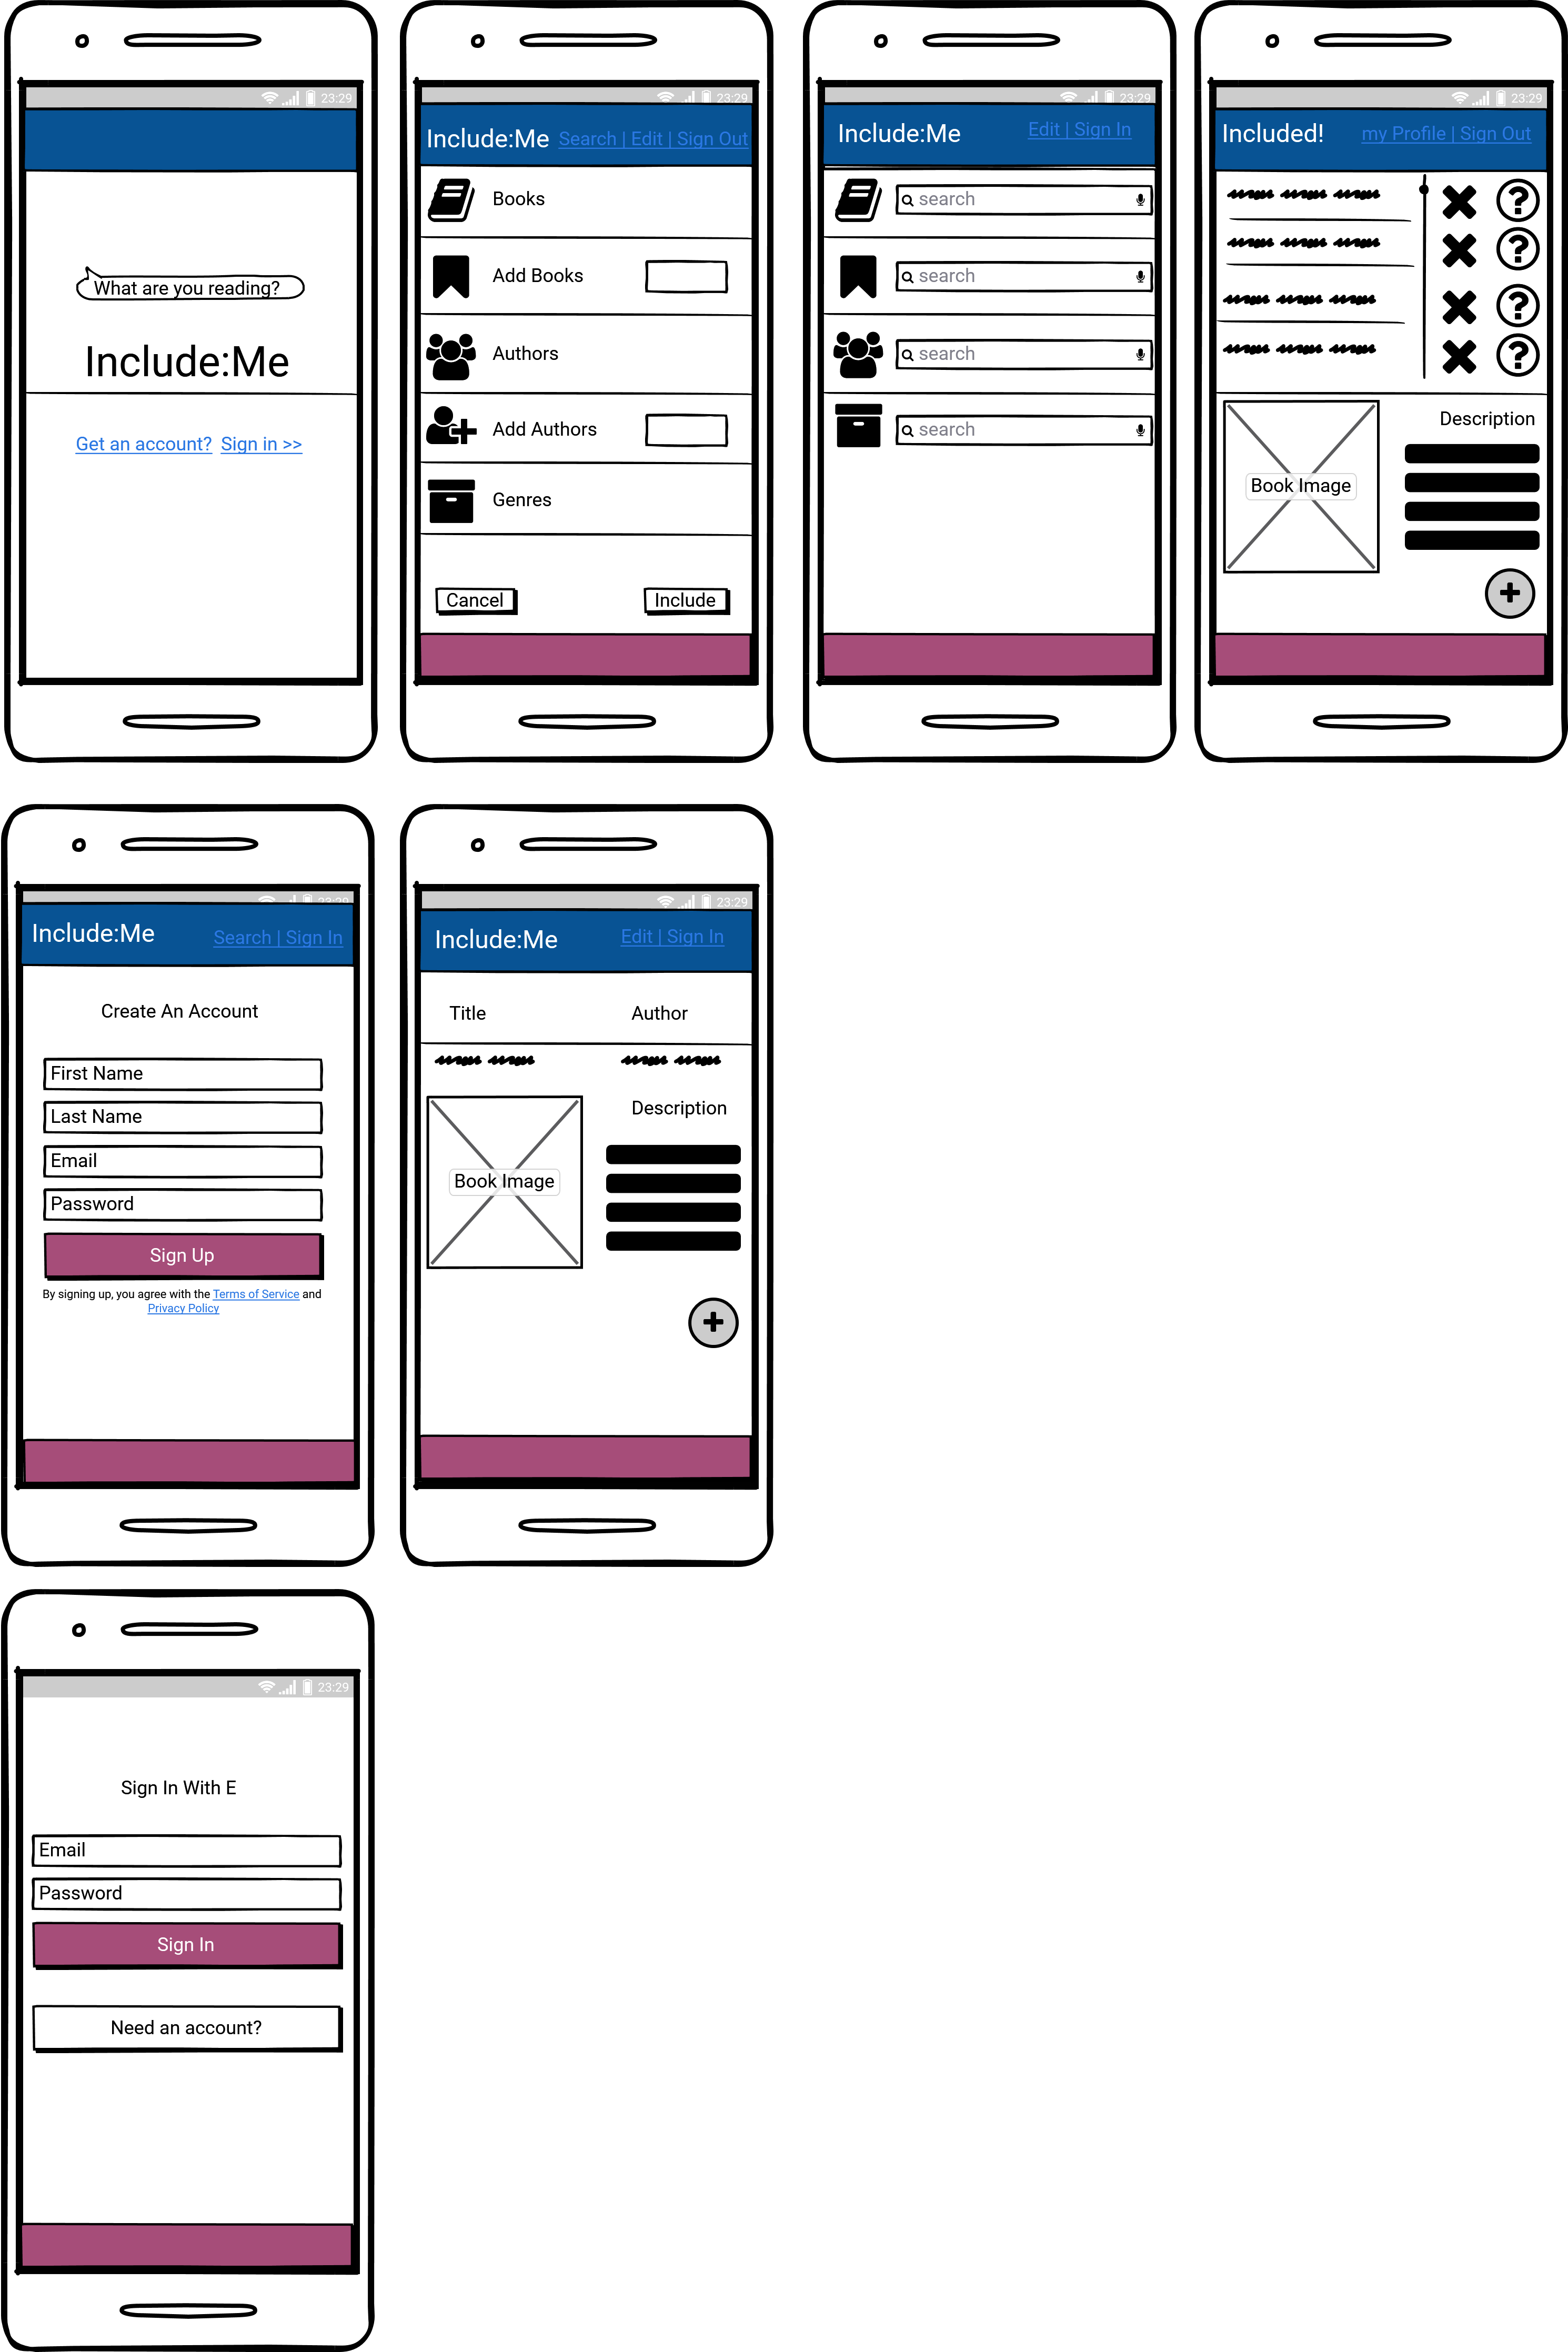 23:29
What are you reading?
Include:Me
Get an account? Sign in >>
23:29
Include:Me Search | Edit | Sign Out
Books
Add Books
Authors
Add Authors
Genres
Cancel Include
23:29
Include:Me Edit | Sign In
search
search
search
search
23:29
Included! my Profile | Sign Out
Description
Book Image
23:29
Include:Me Search | Sign In
Create An Account
First Name
Last Name
Email
Password
Sign Up
By signing up, you agree with the Terms of Service and
Privacy Policy
23:29
Include:Me Edit | Sign In
Title Author
Description
Book Image
23:29
Sign In With E
Email
Password
Sign In
Need an account?